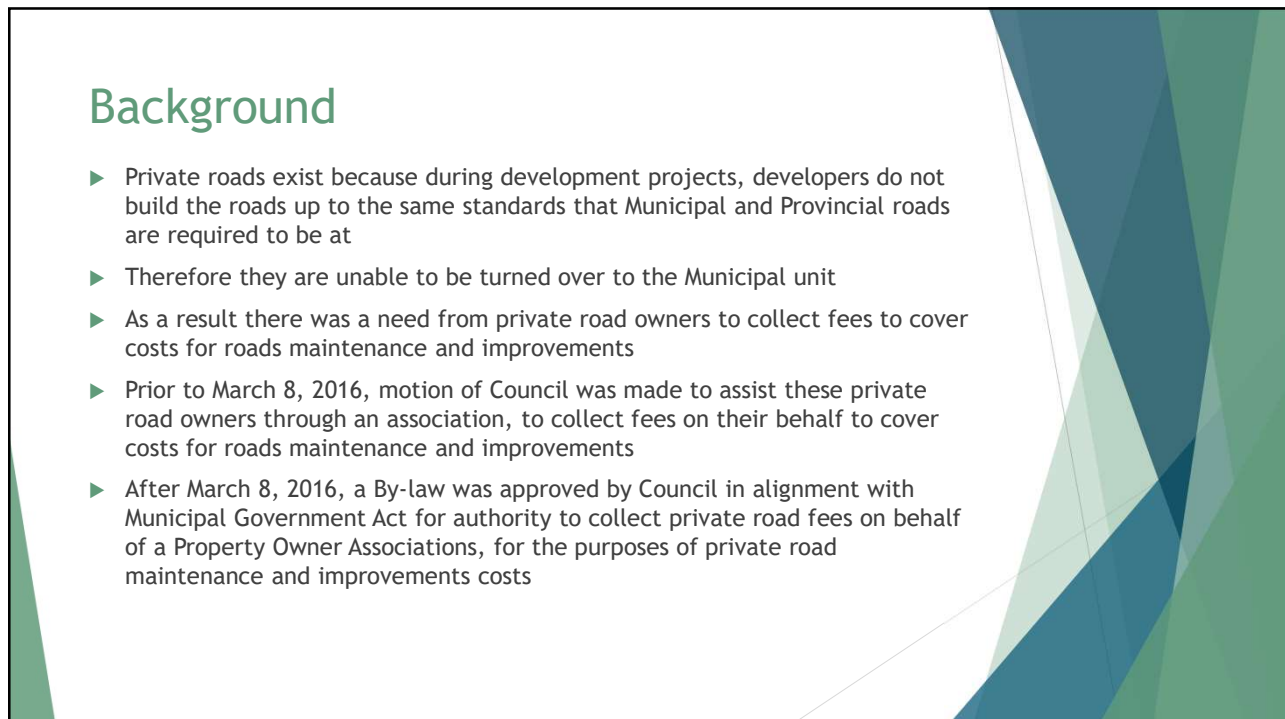 Background
▶ Private roads exist because during development projects, developers do not
build the roads up to the same standards that Municipal and Provincial roads
are required to be at
▶ Therefore they are unable to be turned over to the Municipal unit
▶ As a result there was a need from private road owners to collect fees to cover
costs for roads maintenance and improvements
▶ Prior to March 8, 2016, motion of Council was made to assist these private
road owners through an association, to collect fees on their behalf to cover
costs for roads maintenance and improvements
▶ After March 8, 2016, a By-law was approved by Council in alignment with
Municipal Government Act for authority to collect private road fees on behalf
of a Property Owner Associations, for the purposes of private road
maintenance and improvements costs